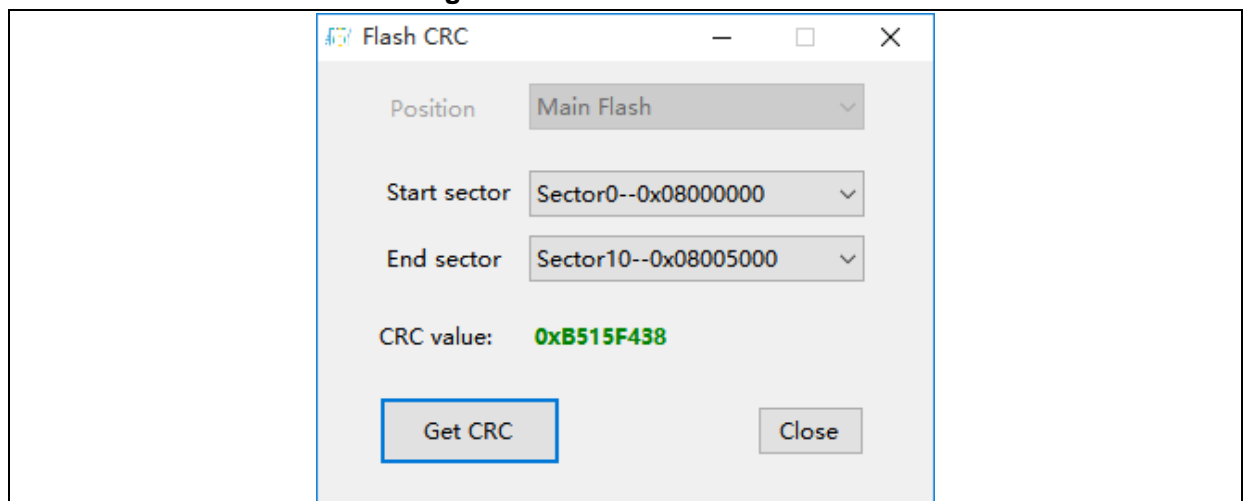 Flash CRC
Position Main Flash
Start sector Sector0--0x08000000
End sector Sector10--0x08005000
CRC value: 0xB515F438
Get CRC Close